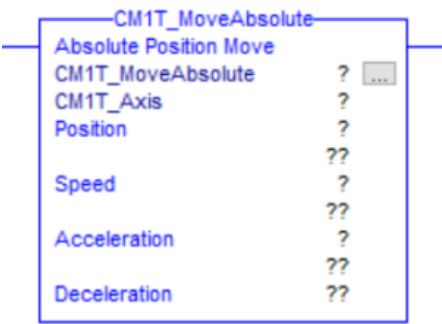 CM1T_MoveAbsolute
Absolute Position Move
CM1T_MoveAbsolute ? ...
CM1T_Axis ?
Position ?
??
Speed ?
??
Acceleration ?
??
Deceleration ??